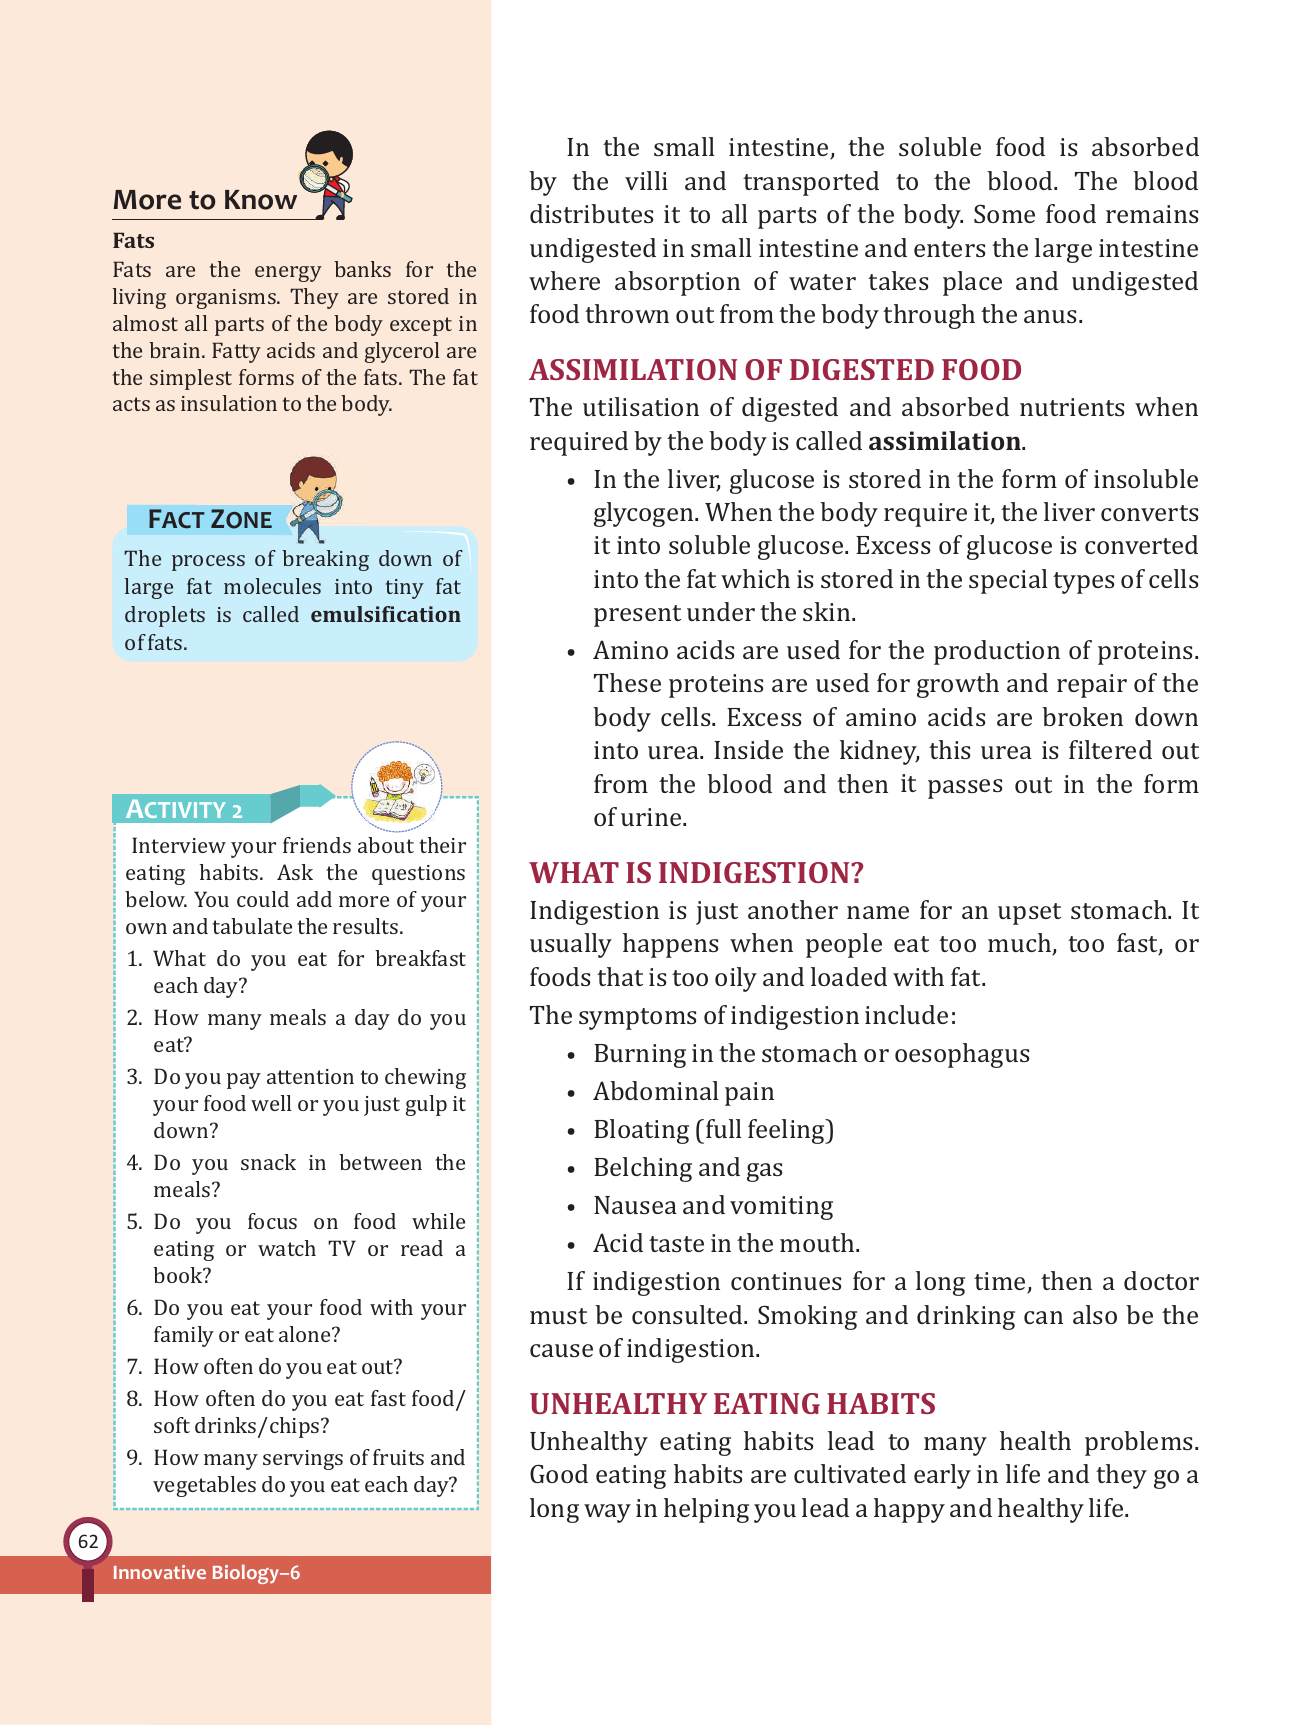 More to Know
Fats
Fats are the energy banks for the
living organisms. They are stored in
almost all parts of the body except in
the brain. Fatty acids and glycerol are
the simplest forms of the fats. The fat
acts as insulation to the body.
FACT ZONE
The process of breaking down of
large fat molecules into tiny fat
droplets is called emulsification
of fats.
ACTIVITY 2
Interview your friends about their
eating habits. Ask the questions
below. You could add more of your
own and tabulate the results.
1. What do you eat for breakfast
each day?
2. How many meals a day do you
eat?
3. Do you pay attention to chewing
your food well or you just gulp it
down?
4. Do you snack in between the
meals?
5. Do you focus on food while
eating or watch TV or read a
book?
6. Do you eat your food with your
family or eat alone?
7. How often do you eat out?
8. How often do you eat fast food/
soft drinks/chips?
9. How many servings of fruits and
vegetables do you eat each day?
In the small intestine, the soluble food is absorbed
by the villi and transported to the blood. The blood
distributes it to all parts of the body. Some food remains
undigested in small intestine and enters the large intestine
where absorption of water takes place and undigested
food thrown out from the body through the anus.
ASSIMILATION OF DIGESTED FOOD
The utilisation of digested and absorbed nutrients when
required by the body is called assimilation.
• In the liver, glucose is stored in the form of insoluble
glycogen. When the body require it, the liver converts
it into soluble glucose. Excess of glucose is converted
into the fat which is stored in the special types of cells
present under the skin.
• Amino acids are used for the production of proteins.
These proteins are used for growth and repair of the
body cells. Excess of amino acids are broken down
into urea. Inside the kidney, this urea is filtered out
from the blood and then it passes out in the form
of urine.
WHAT IS INDIGESTION?
Indigestion is just another name for an upset stomach. It
usually happens when people eat too much, too fast, or
foods that is too oily and loaded with fat.
The symptoms of indigestion include:
• Burning in the stomach or oesophagus
• Abdominal pain
• Bloating (full feeling)
• Belching and gas
• Nausea and vomiting
• Acid taste in the mouth.
If indigestion continues for a long time, then a doctor
must be consulted. Smoking and drinking can also be the
cause of indigestion.
UNHEALTHY EATING HABITS
Unhealthy eating habits lead to many health problems.
Good eating habits are cultivated early in life and they go a
long way in helping you lead a happy and healthy life.
62
Innovative Biology–6